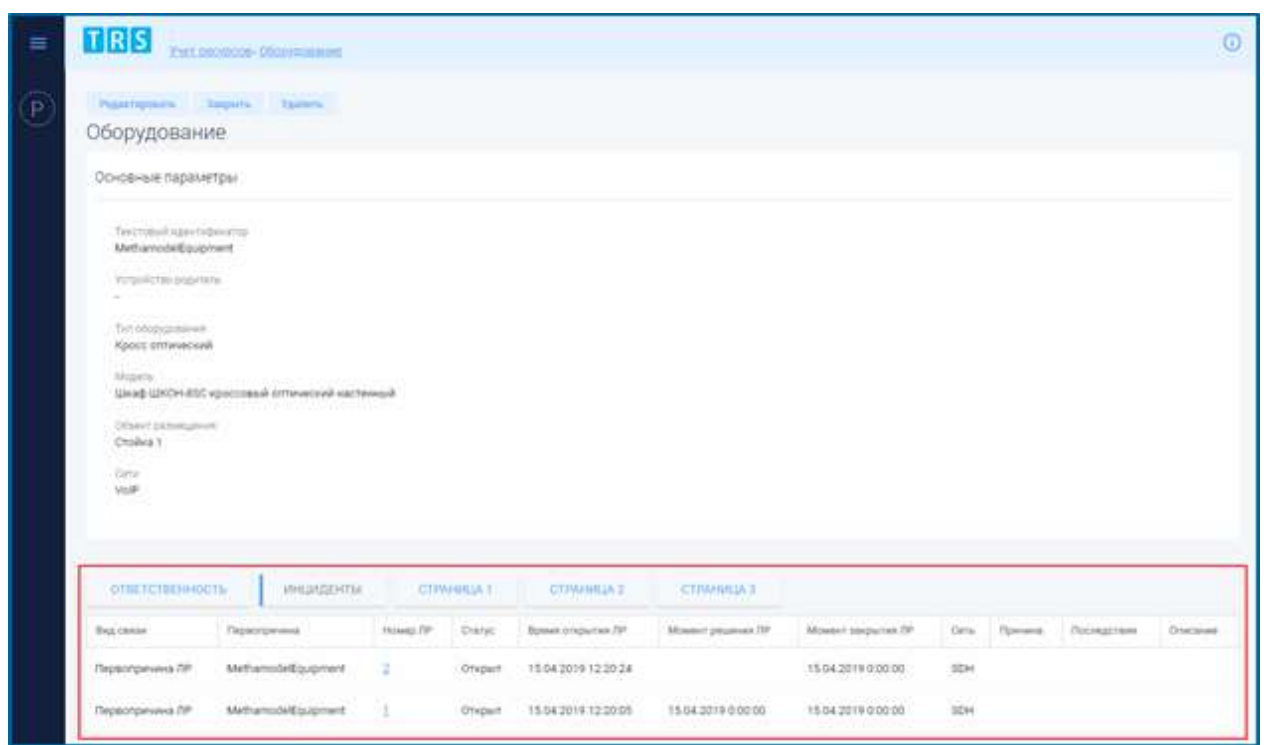 TRS
Учет ресурсов- Оборудование
P
Редактировать Закрыть Удалить
Оборудование
Основные параметры
Текстовый идентификатор
MethamodelEquipment
Устройство родитель
-
Тип оборудования
Кросс оптический
Модель
Шкаф ШКОН-8SC кроссовый оптический настенный
Объект размещения
Стойка 1
Сети
VoIP
ОТВЕТСТВЕННОСТЬ ИНЦИДЕНТЫ СТРАНИЦА 1 СТРАНИЦА 2 СТРАНИЦА 3
Вид связи Первопричина Номер ЛР Статус Время открытия ЛР Момент решения ЛР Момент закрытия ЛР Сеть Причина Последствия Описание
Первопричина ЛР MethamodelEquipment 2 Открыт 15.04.2019 12:20:24 15.04.2019 0:00:00 SDH
Первопричина ЛР MethamodelEquipment 1 Открыт 15.04.2019 12:20:05 15.04.2019 0:00:00 15.04.2019 0:00:00 SDH